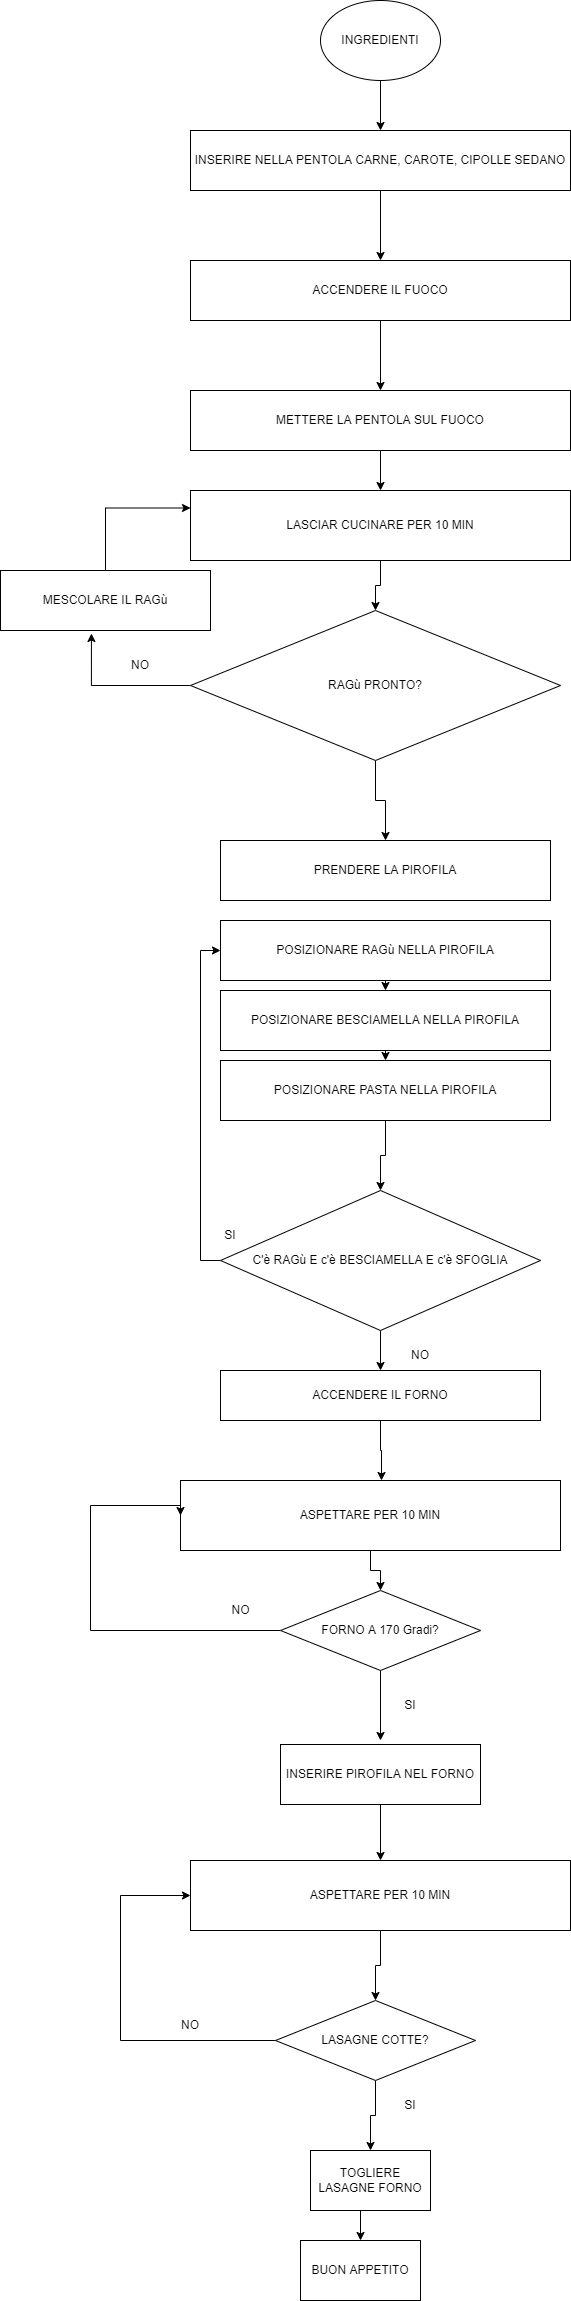 INGREDIENTI
INSERIRE NELLA PENTOLA CARNE, CAROTE, CIPOLLE SEDANO
ACCENDERE IL FUOCO
METTERE LA PENTOLA SUL FUOCO
LASCIAR CUCINARE PER 10 MIN
MESCOLARE IL RAGù
NO
RAGù PRONTO?
PRENDERE LA PIROFILA
POSIZIONARE RAGù NELLA PIROFILA
POSIZIONARE BESCIAMELLA NELLA PIROFILA
POSIZIONARE PASTA NELLA PIROFILA
SI
C'è RAGù E c'è BESCIAMELLA E c'è SFOGLIA
NO
ACCENDERE IL FORNO
ASPETTARE PER 10 MIN
NO
FORNO A 170 Gradi?
SI
INSERIRE PIROFILA NEL FORNO
ASPETTARE PER 10 MIN
NO
LASAGNE COTTE?
SI
TOGLIERE
LASAGNE FORNO
BUON APPETITO